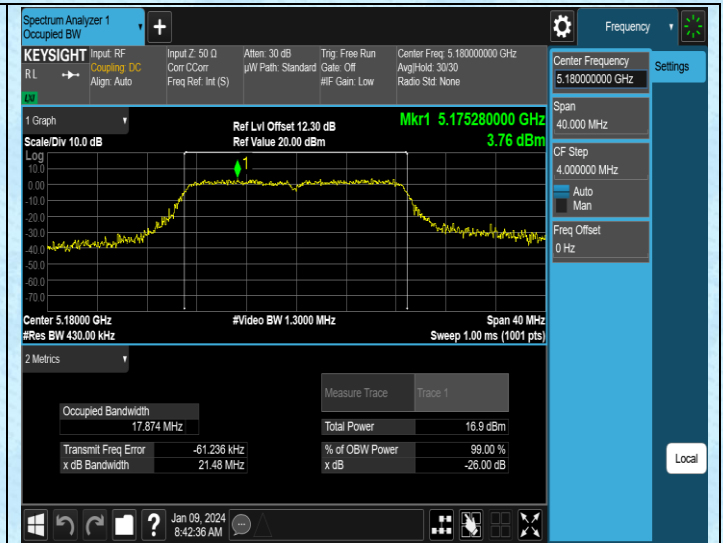 Spectrum Analyzer 1
Occupied BW
+
Frequency
KEYSIGHT
R L
LXI
Input: RF
Coupling: DC
Align: Auto
Input Z: 50 Ω
Corr CCorr
Freq Ref: Int (S)
Atten: 30 dB
µW Path: Standard
Trig: Free Run
Gate: Off
#IF Gain: Low
Center Freq: 5.180000000 GHz
Avg|Hold: 30/30
Radio Std: None
Center Frequency
5.180000000 GHz
Settings
Span
40.000 MHz
CF Step
4.000000 MHz
Auto
Man
Freq Offset
0 Hz
1 Graph
Scale/Div 10.0 dB
Ref Lvl Offset 12.30 dB
Ref Value 20.00 dBm
Mkr1 5.175280000 GHz
3.76 dBm
Log
10.0
0.00
-10.0
-20.0
-30.0
-40.0
-50.0
-60.0
-70.0
1
Center 5.18000 GHz
#Res BW 430.00 kHz
#Video BW 1.3000 MHz
Span 40 MHz
Sweep 1.00 ms (1001 pts)
2 Metrics
Measure Trace Trace 1
Occupied Bandwidth
17.874 MHz
Total Power 16.9 dBm
Transmit Freq Error -61.236 kHz
% of OBW Power 99.00 %
x dB Bandwidth 21.48 MHz
x dB -26.00 dB
Local
?
Jan 09, 2024
8:42:36 AM